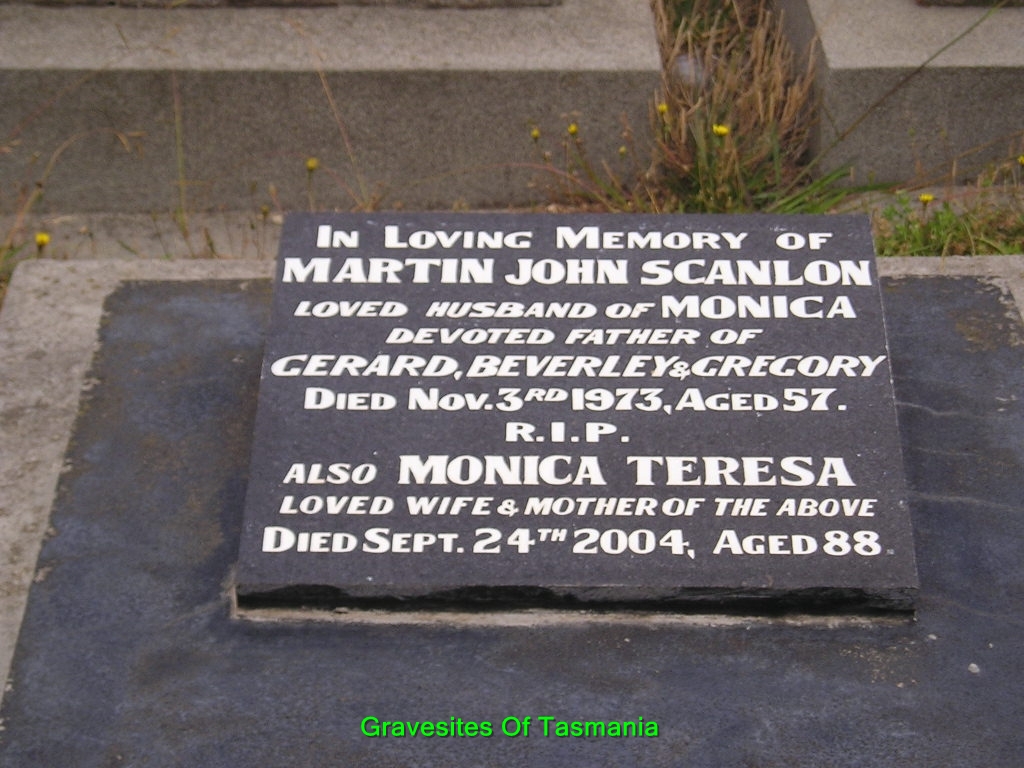 IN LOVING MEMORY OF
MARTIN JOHN SCANLON
LOVED HUSBAND OF MONICA
DEVOTED FATHER OF
GERARD, BEVERLEY & GREGORY
DIED NOV. 3RD 1973, AGED 57.
R.I.P.
ALSO MONICA TERESA
LOVED WIFE & MOTHER OF THE ABOVE
DIED SEPT. 24TH 2004, AGED 88.
Gravesites Of Tasmania